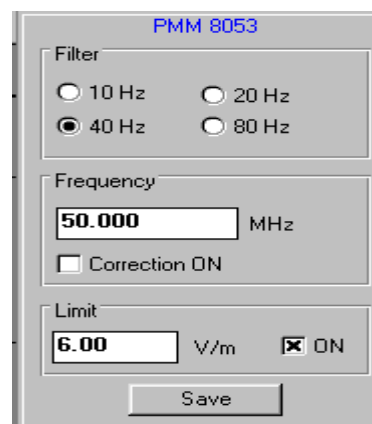 PMM 8053
Filter
10 Hz 20 Hz
40 Hz 80 Hz
Frequency
50.000 MHz
Correction ON
Limit
6.00 V/m ON
Save